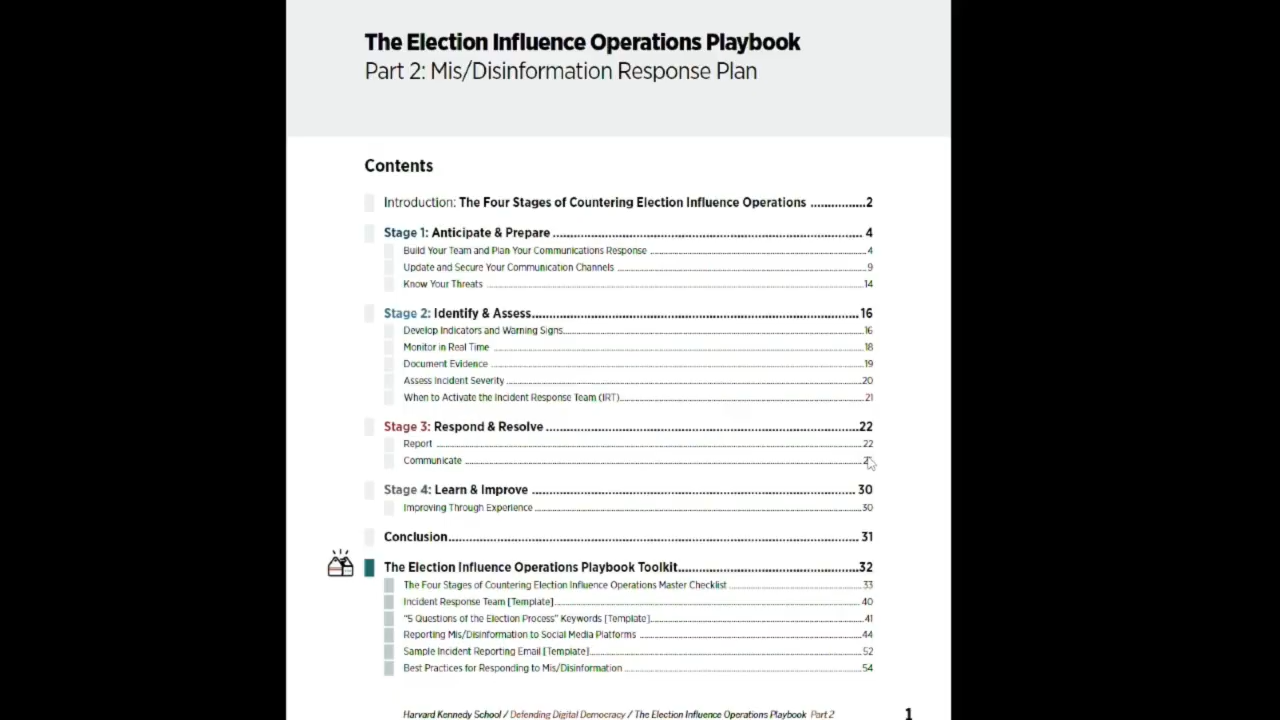 The Election Influence Operations Playbook
Part 2: Mis/Disinformation Response Plan
Contents
Introduction: The Four Stages of Countering Election Influence Operations ................2
Stage 1: Anticipate & Prepare ........................................ 4
Build Your Team and Plan Your Communications Response ........................................ 4
Update and Secure Your Communication Channels ........................................ 9
Know Your Threats ........................................ 14
Stage 2: Identify & Assess ........................................ 16
Develop Indicators and Warning Signs ........................................ 16
Monitor in Real Time ........................................ 18
Document Evidence ........................................ 19
Assess Incident Severity ........................................ 20
When to Activate the Incident Response Team (IRT) ........................................ 21
Stage 3: Respond & Resolve ........................................ 22
Report ........................................ 22
Communicate ........................................
Stage 4: Learn & Improve ........................................ 30
Improving Through Experience ........................................ 30
Conclusion ........................................ 31
The Election Influence Operations Playbook Toolkit ........................................ 32
The Four Stages of Countering Election Influence Operations Master Checklist ........................................ 33
Incident Response Team [Template] ........................................ 40
"5 Questions of the Election Process" Keywords [Template] ........................................ 41
Reporting Mis/Disinformation to Social Media Platforms ........................................ 44
Sample Incident Reporting Email [Template] ........................................ 52
Best Practices for Responding to Mis/Disinformation ........................................ 54
Harvard Kennedy School / Defending Digital Democracy / The Election Influence Operations Playbook Part 2 1